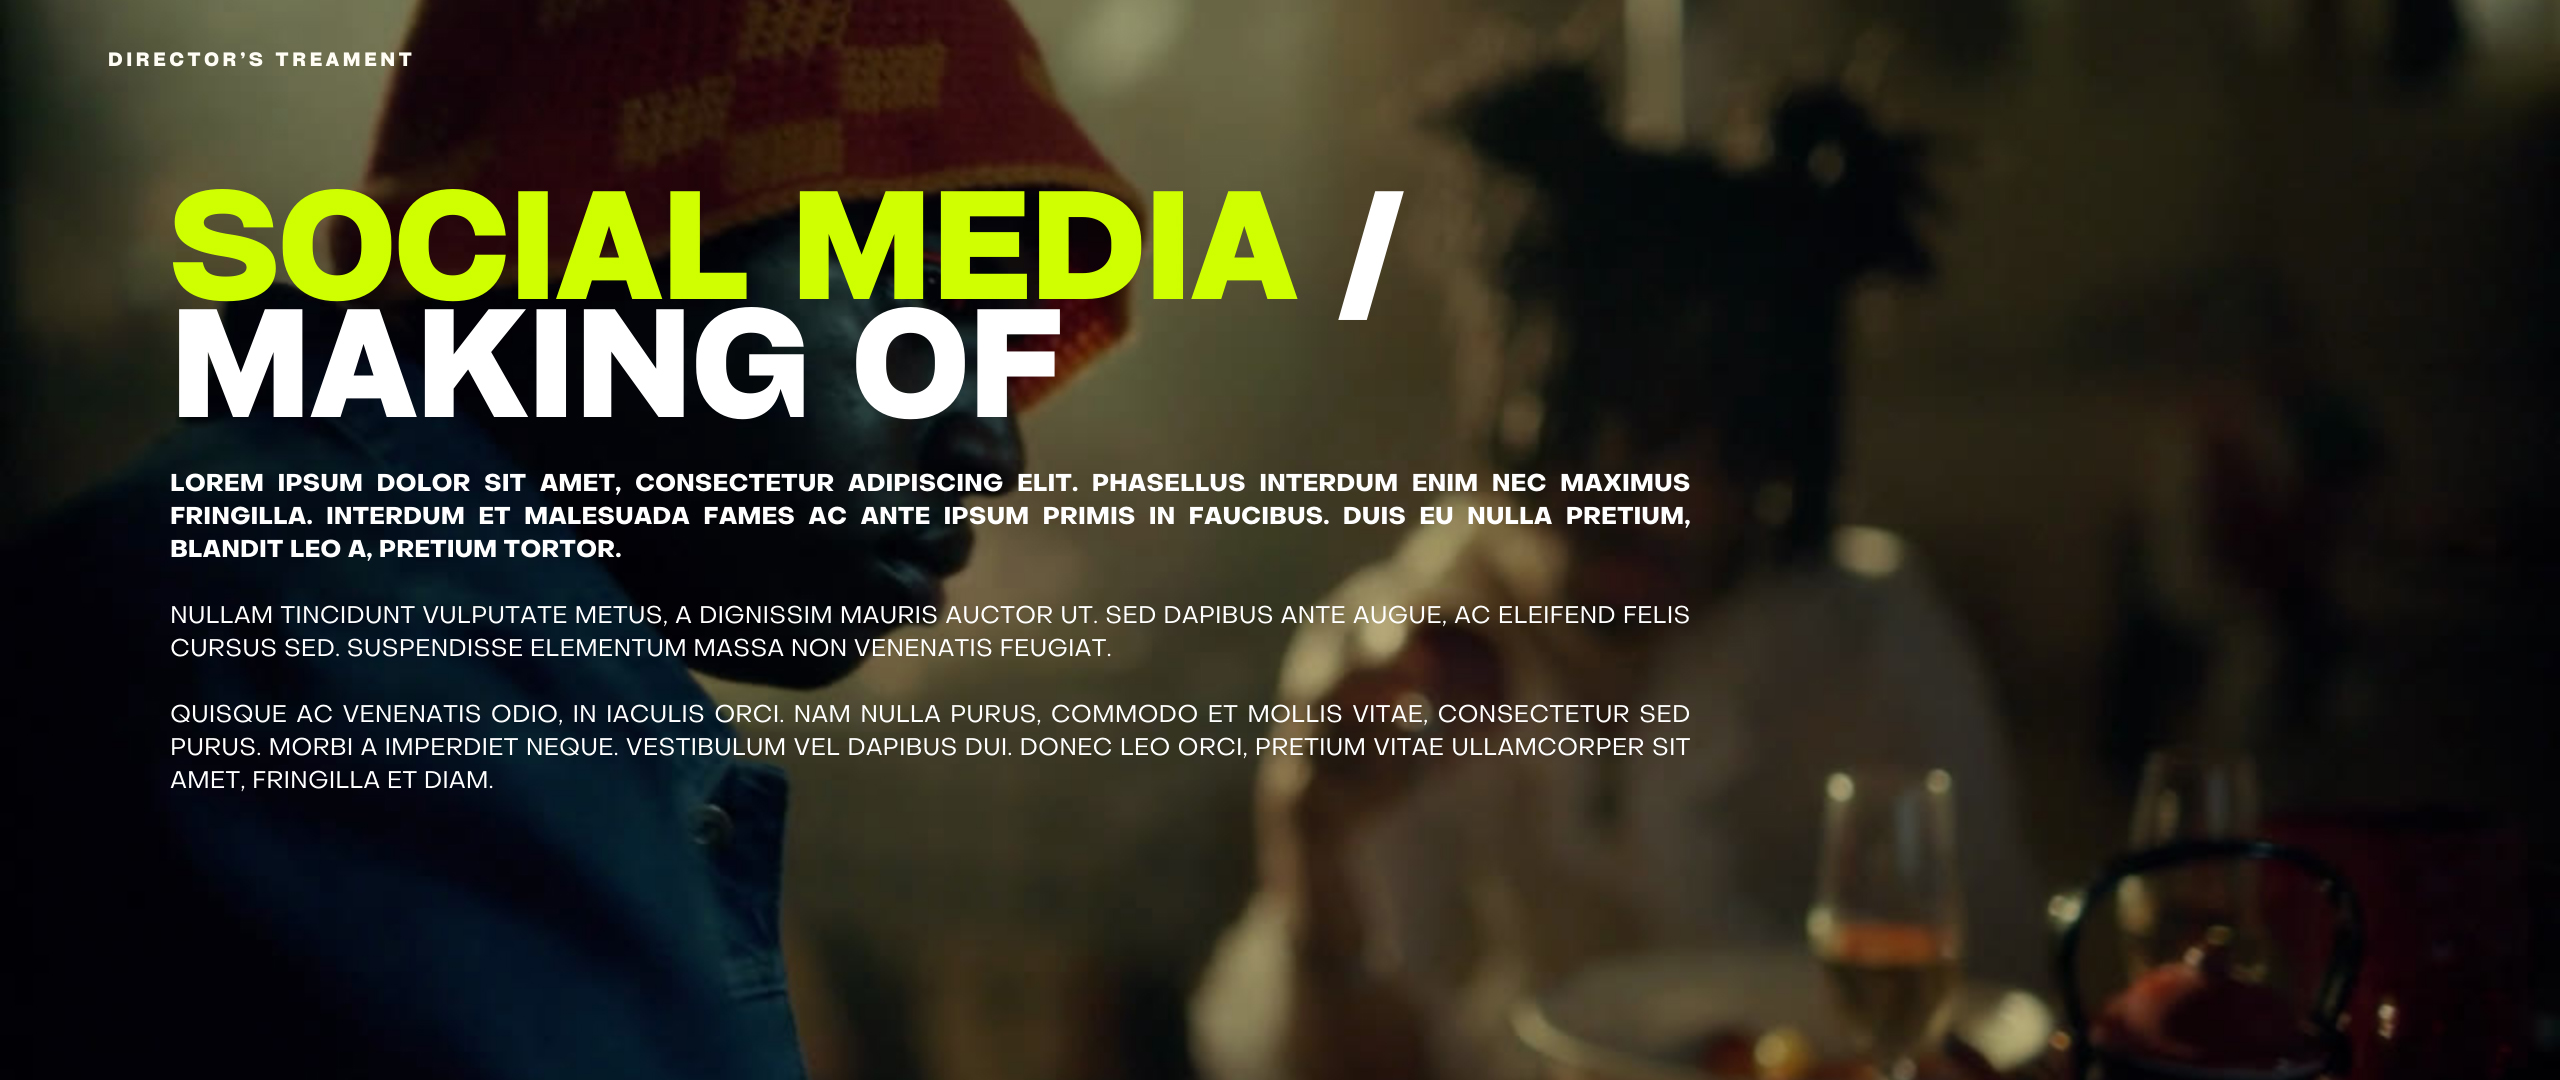 DIRECTOR'S TREAMENT
SOCIAL MEDIA /
MAKING OF
LOREM IPSUM DOLOR SIT AMET, CONSECTETUR ADIPISCING ELIT. PHASELLUS INTERDUM ENIM NEC MAXIMUS
FRINGILLA. INTERDUM ET MALESUADA FAMES AC ANTE IPSUM PRIMIS IN FAUCIBUS. DUIS EU NULLA PRETIUM,
BLANDIT LEO A, PRETIUM TORTOR.
NULLAM TINCIDUNT VULPUTATE METUS, A DIGNISSIM MAURIS AUCTOR UT. SED DAPIBUS ANTE AUGUE, AC ELEIFEND FELIS
CURSUS SED. SUSPENDISSE ELEMENTUM MASSA NON VENENATIS FEUGIAT.
QUISQUE AC VENENATIS ODIO, IN IACULIS ORCI. NAM NULLA PURUS, COMMODO ET MOLLIS VITAE, CONSECTETUR SED
PURUS. MORBI A IMPERDIET NEQUE. VESTIBULUM VEL DAPIBUS DUI. DONEC LEO ORCI, PRETIUM VITAE ULLAMCORPER SIT
AMET, FRINGILLA ET DIAM.